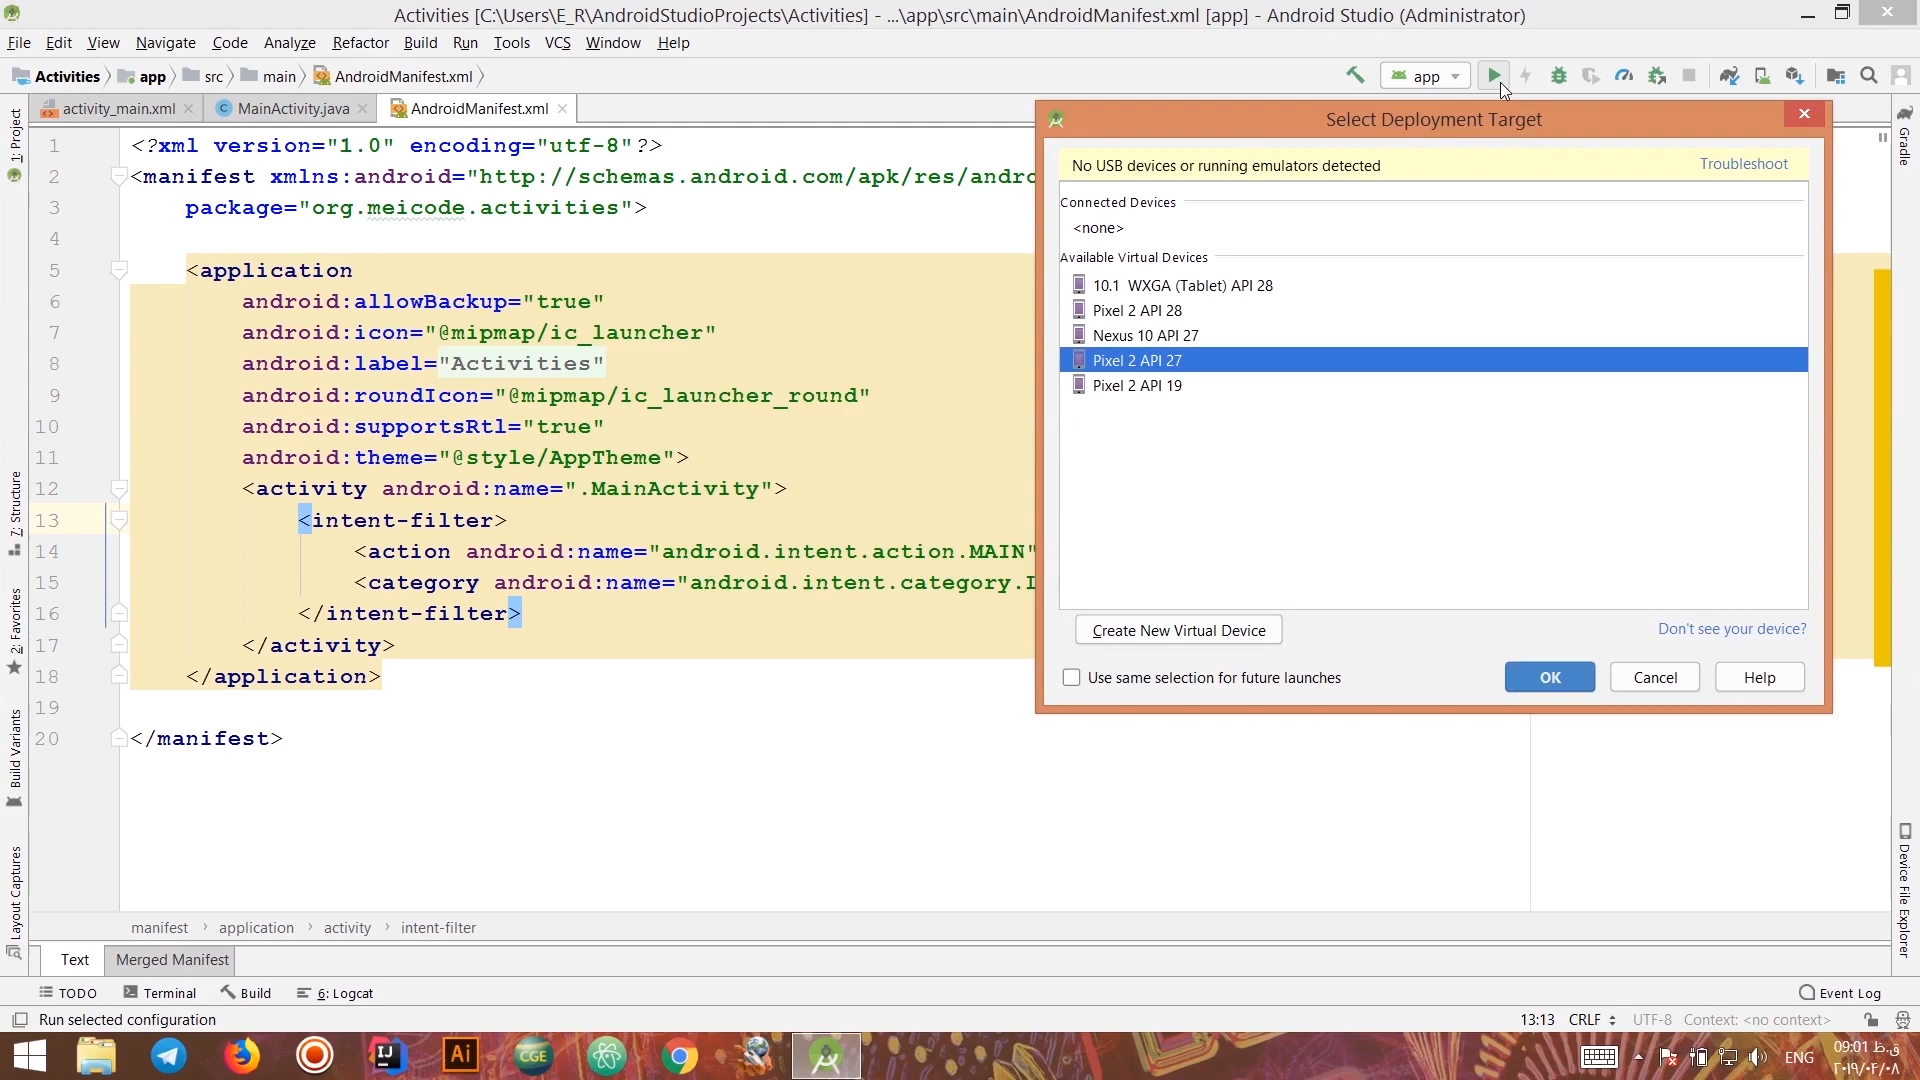 Activities [C:\Users\E_R\AndroidStudioProjects\Activities] - ...\app\src\main\AndroidManifest.xml [app] - Android Studio (Administrator)
File Edit View Navigate Code Analyze Refactor Build Run Tools VCS Window Help
Activities app src main AndroidManifest.xml
app
activity_main.xml MainActivity.java AndroidManifest.xml
1: Project
7: Structure
2: Favorites
Build Variants
Layout Captures
1 <?xml version="1.0" encoding="utf-8"?>
2 <manifest xmlns:android="http://schemas.android.com/apk/res/andro
3 package="org.meicode.activities">
4
5 <application
6 android:allowBackup="true"
7 android:icon="@mipmap/ic_launcher"
8 android:label="Activities"
9 android:roundIcon="@mipmap/ic_launcher_round"
10 android:supportsRtl="true"
11 android:theme="@style/AppTheme">
12 <activity android:name=".MainActivity">
13 <intent-filter>
14 <action android:name="android.intent.action.MAIN"
15 <category android:name="android.intent.category.
16 </intent-filter>
17 </activity>
18 </application>
19
20 </manifest>
Select Deployment Target
No USB devices or running emulators detected Troubleshoot
Connected Devices
<none>
Available Virtual Devices
10.1 WXGA (Tablet) API 28
Pixel 2 API 28
Nexus 10 API 27
Pixel 2 API 27
Pixel 2 API 19
Create New Virtual Device Don't see your device?
Use same selection for future launches OK Cancel Help
Gradle
Device File Explorer
manifest › application › activity › intent-filter
Text Merged Manifest
TODO Terminal Build 6: Logcat Event Log
Run selected configuration 13:13 CRLF UTF-8 Context: <no context>
IJ Ai CGE ENG
09:01 ق.ظ
٢٠١٩/٠٢/٠٨